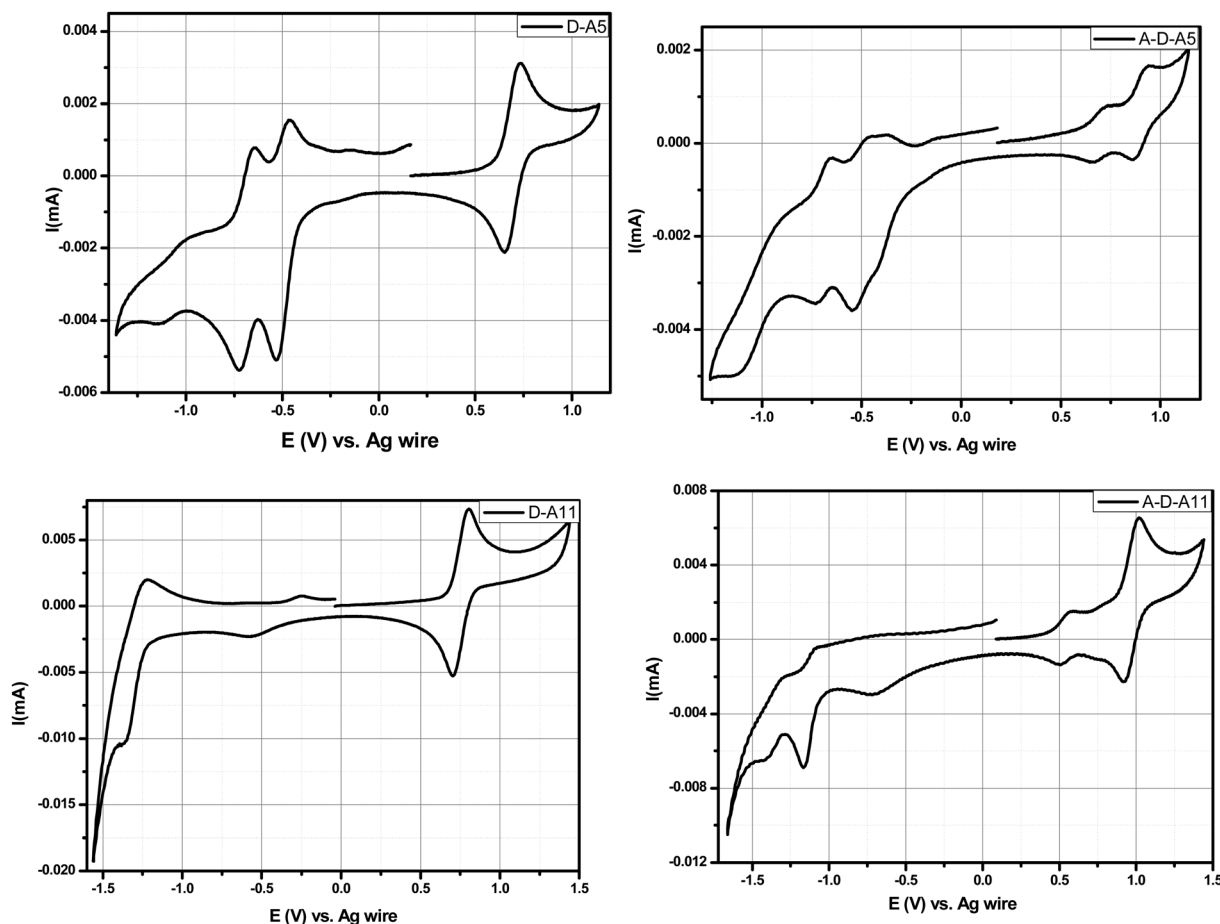 D-A5
0.004
0.002
0.000
-0.002
-0.004
-0.006
I(mA)
-1.0 -0.5 0.0 0.5 1.0
E (V) vs. Ag wire
A-D-A5
0.002
0.000
-0.002
-0.004
I(mA)
-1.0 -0.5 0.0 0.5 1.0
E (V) vs. Ag wire
D-A11
0.005
0.000
-0.005
-0.010
-0.015
-0.020
I(mA)
-1.5 -1.0 -0.5 0.0 0.5 1.0 1.5
E (V) vs. Ag wire
A-D-A11
0.008
0.004
0.000
-0.004
-0.008
-0.012
I(mA)
-1.5 -1.0 -0.5 0.0 0.5 1.0 1.5
E (V) vs. Ag wire